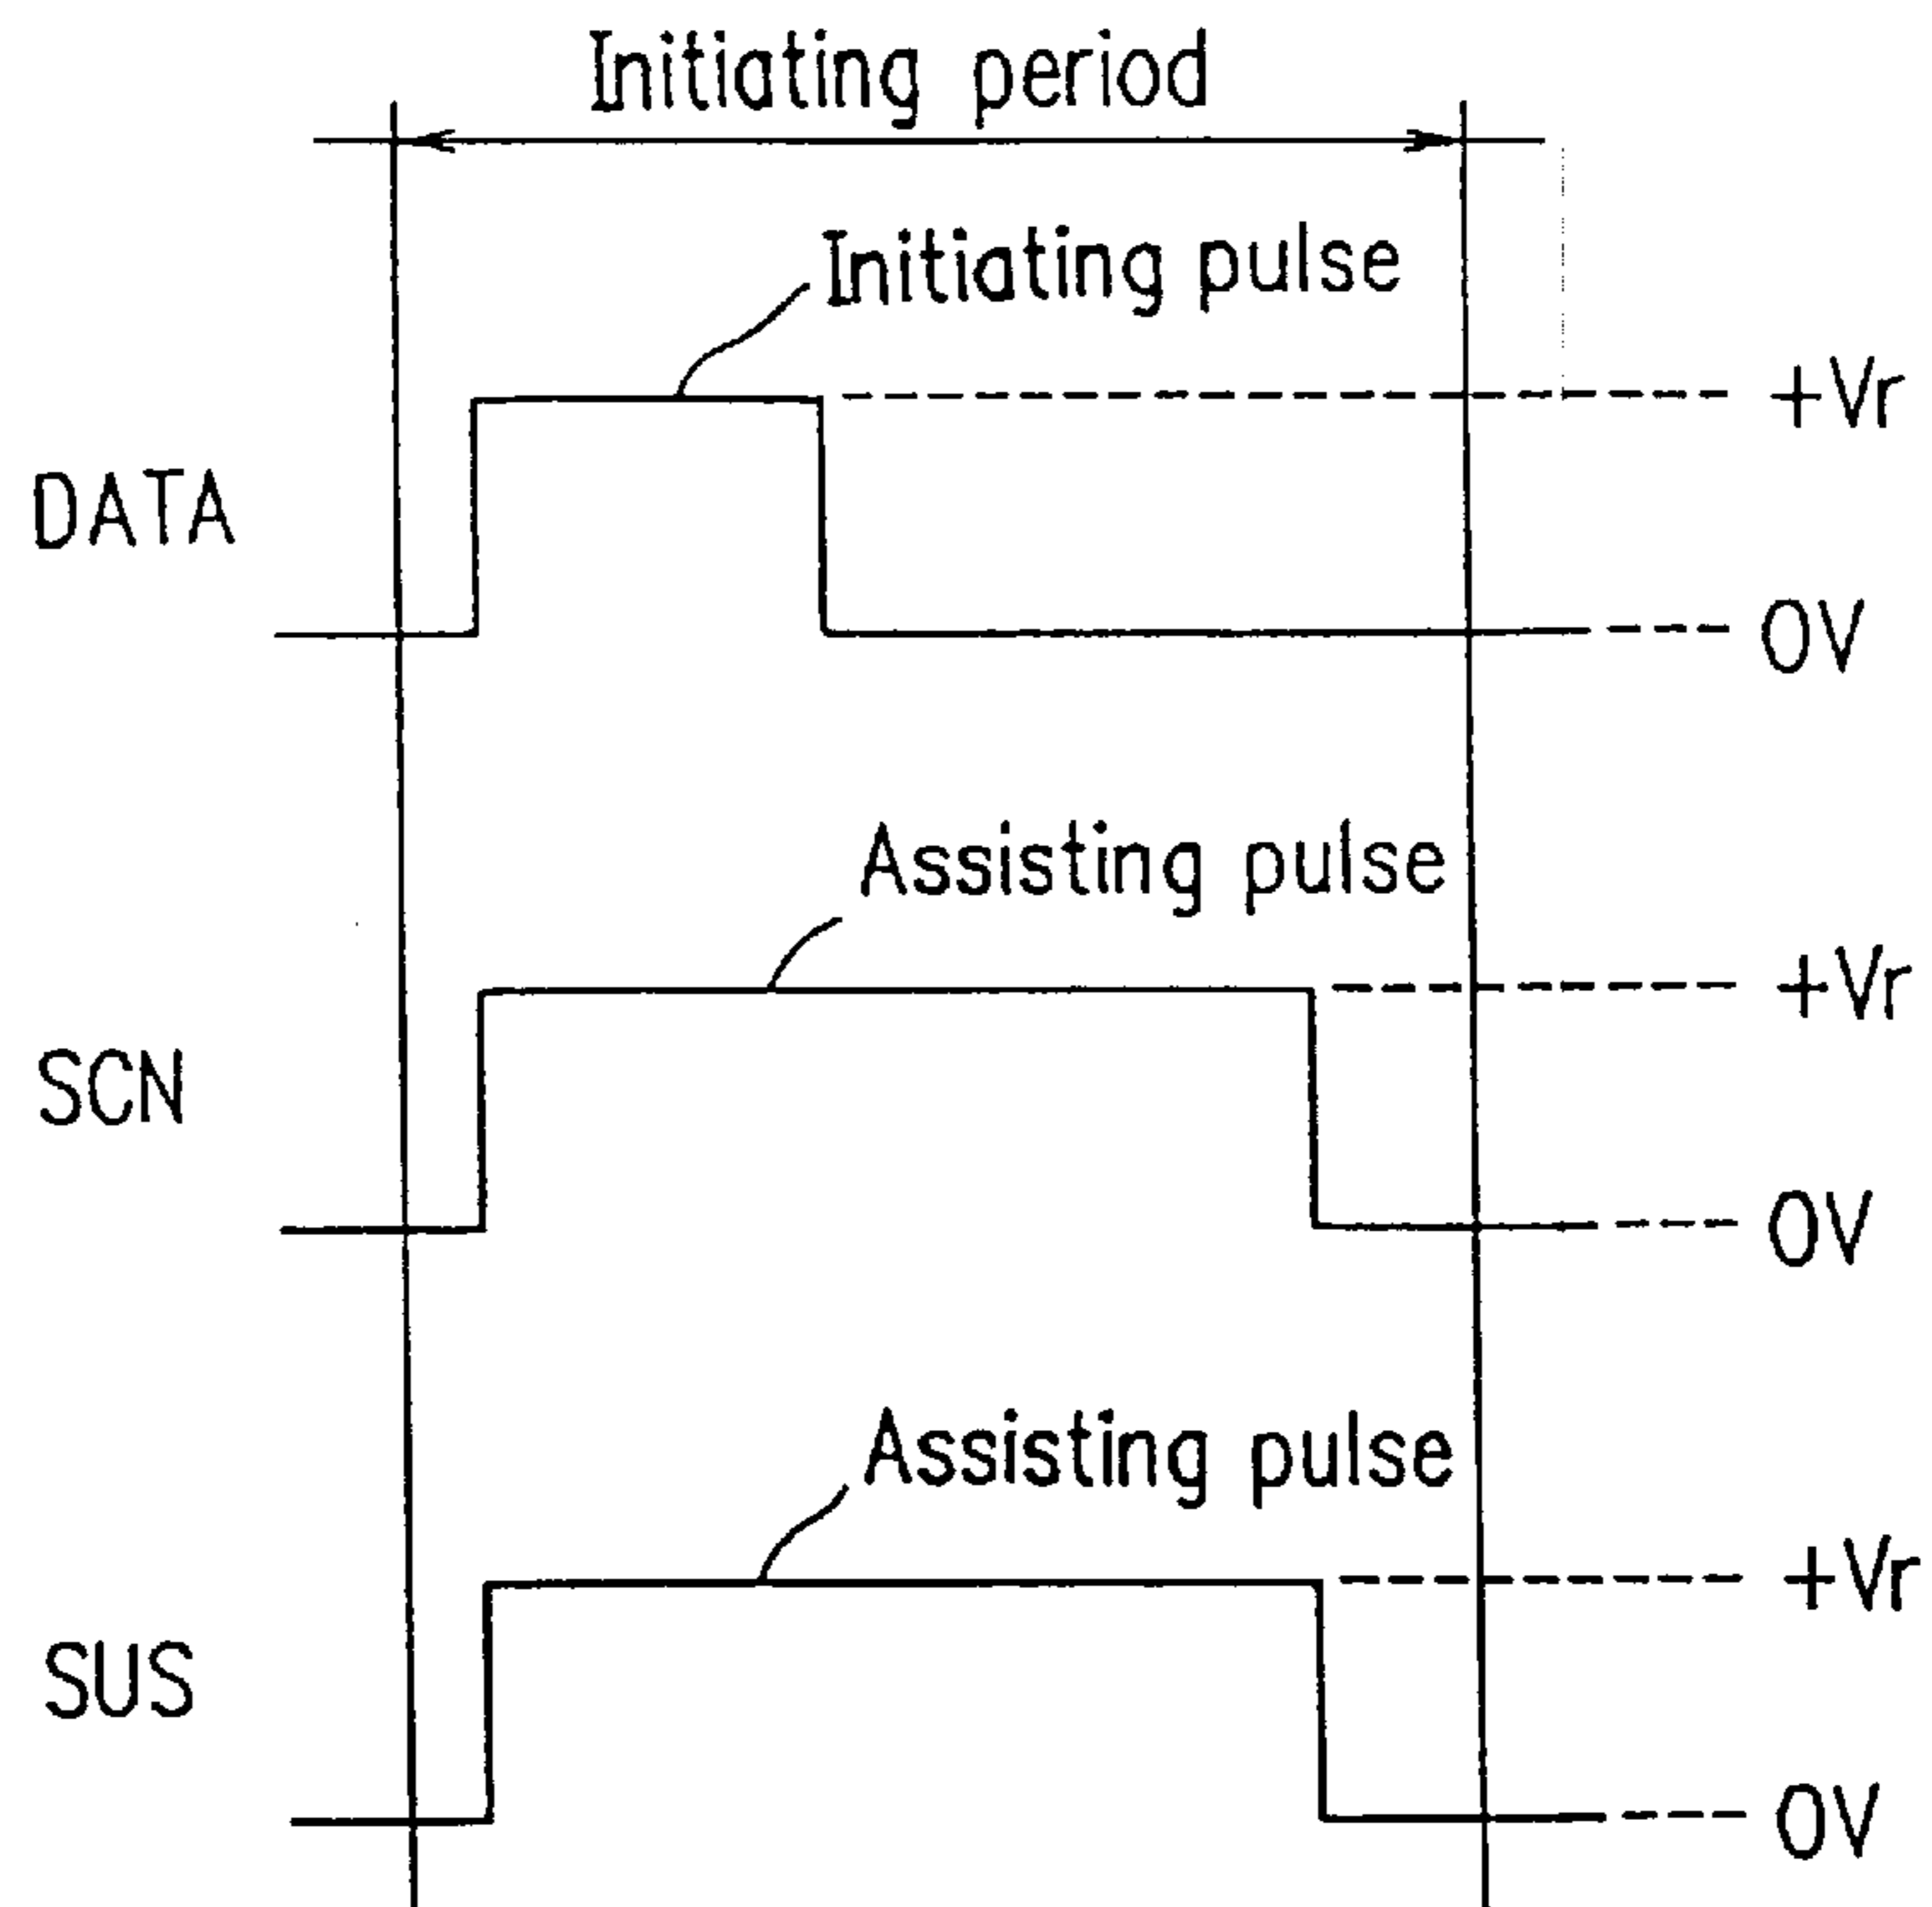 Initiating period
Initiating pulse
+Vr
DATA
0V
Assisting pulse
+Vr
SCN
0V
Assisting pulse
+Vr
SUS
0V